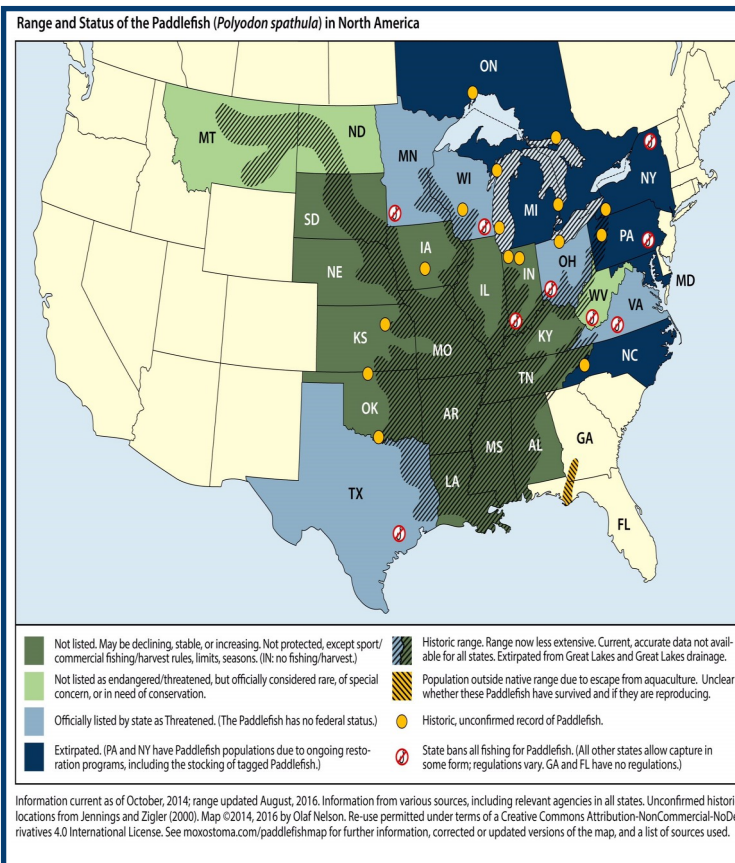 Range and Status of the Paddlefish (Polyodon spathula) in North America
ON
MT
ND
MN
WI
NY
SD
MI
PA
IA
NE
IL
IN
OH
MD
WV
VA
KS
MO
KY
NC
TN
OK
AR
MS
AL
GA
LA
TX
FL
Not listed. May be declining, stable, or increasing. Not protected, except sport/
commercial fishing/harvest rules, limits, seasons. (IN: no fishing/harvest.)
Not listed as endangered/threatened, but officially considered rare, of special
concern, or in need of conservation.
Officially listed by state as Threatened. (The Paddlefish has no federal status.)
Extirpated. (PA and NY have Paddlefish populations due to ongoing resto-
ration programs, including the stocking of tagged Paddlefish.)
Historic range. Range now less extensive. Current, accurate data not avail-
able for all states. Extirpated from Great Lakes and Great Lakes drainage.
Population outside native range due to escape from aquaculture. Unclear
whether these Paddlefish have survived and if they are reproducing.
Historic, unconfirmed record of Paddlefish.
State bans all fishing for Paddlefish. (All other states allow capture in
some form; regulations vary. GA and FL have no regulations.)
Information current as of October, 2014; range updated August, 2016. Information from various sources, including relevant agencies in all states. Unconfirmed histori
locations from Jennings and Zigler (2000). Map ©2014, 2016 by Olaf Nelson. Re-use permitted under terms of a Creative Commons Attribution-NonCommercial-NoDe
rivatives 4.0 International License. See moxostoma.com/paddlefishmap for further information, corrected or updated versions of the map, and a list of sources used.